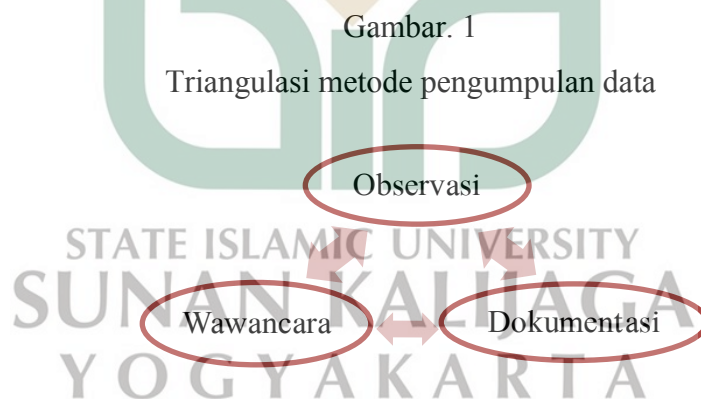 Gambar. 1
Triangulasi metode pengumpulan data
Observasi
STATE ISLAMIC UNIVERSITY
SUNAN KALIJAGA
Wawancara
Dokumentasi
YOGYAKARTA